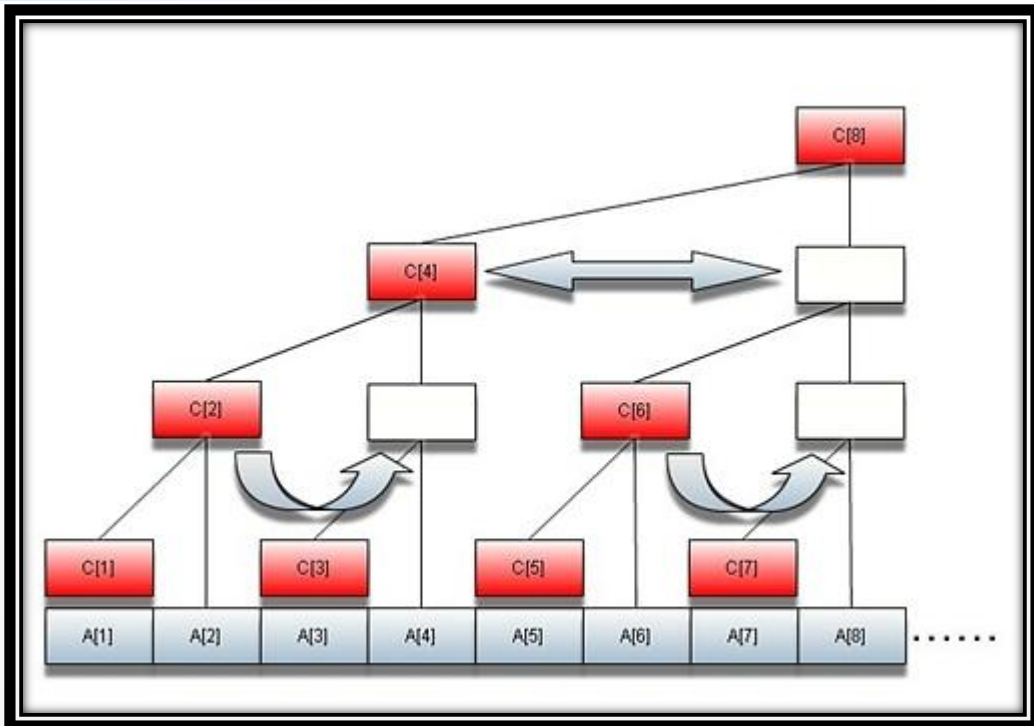 C[8]
C[4]
C[2]
C[6]
C[1] C[3] C[5] C[7]
A[1] A[2] A[3] A[4] A[5] A[6] A[7] A[8] ......